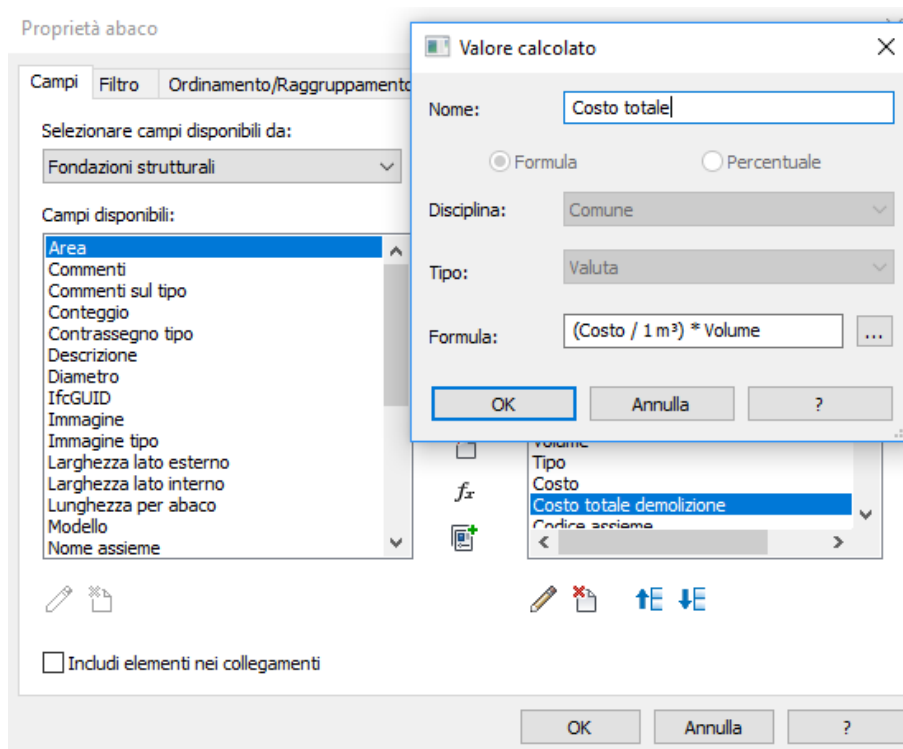 Proprietà abaco
Campi
Filtro
Ordinamento/Raggruppamento
Selezionare campi disponibili da:
Fondazioni strutturali
Campi disponibili:
Area
Commenti
Commenti sul tipo
Conteggio
Contrassegno tipo
Descrizione
Diametro
IfcGUID
Immagine
Immagine tipo
Larghezza lato esterno
Larghezza lato interno
Lunghezza per abaco
Modello
Nome assieme
Includi elementi nei collegamenti
Valore calcolato
Nome:
Costo totale
Formula
Percentuale
Disciplina:
Comune
Tipo:
Valuta
Formula:
(Costo / 1 m³) * Volume
...
OK
Annulla
?
fx
Volume
Tipo
Costo
Costo totale demolizione
Codice assieme
OK
Annulla
?